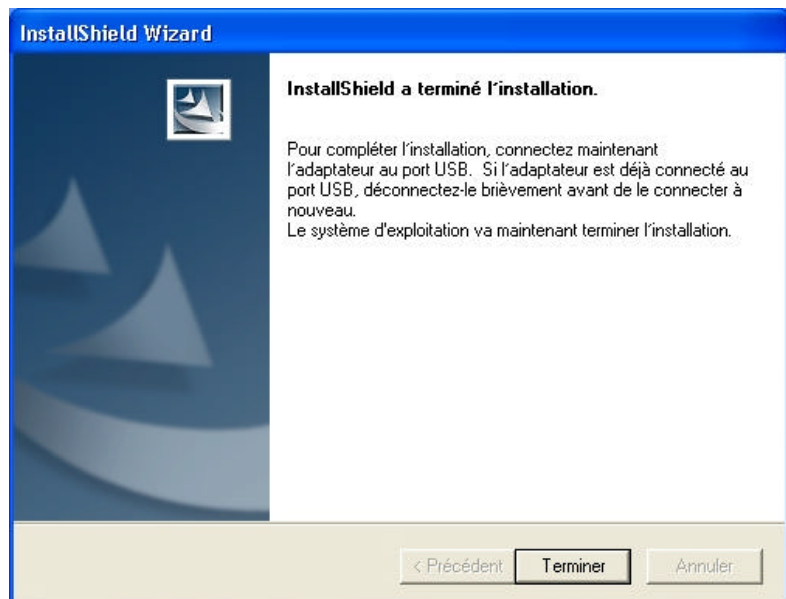 InstallShield Wizard
InstallShield a terminé l'installation.
Pour compléter l'installation, connectez maintenant
l'adaptateur au port USB. Si l'adaptateur est déjà connecté au
port USB, déconnectez-le brièvement avant de le connecter à
nouveau.
Le système d'exploitation va maintenant terminer l'installation.
< Précédent Terminer Annuler